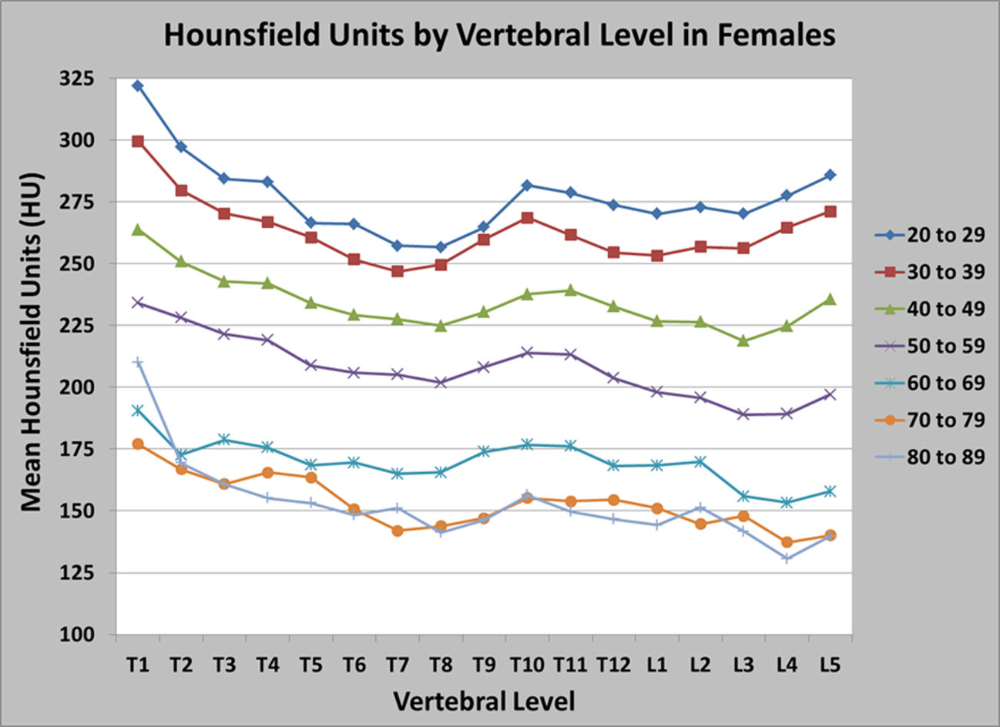 Hounsfield Units by Vertebral Level in Females
Mean Hounsfield Units (HU)
325
300
275
250
225
200
175
150
125
100
T1 T2 T3 T4 T5 T6 T7 T8 T9 T10 T11 T12 L1 L2 L3 L4 L5
Vertebral Level
20 to 29
30 to 39
40 to 49
50 to 59
60 to 69
70 to 79
80 to 89